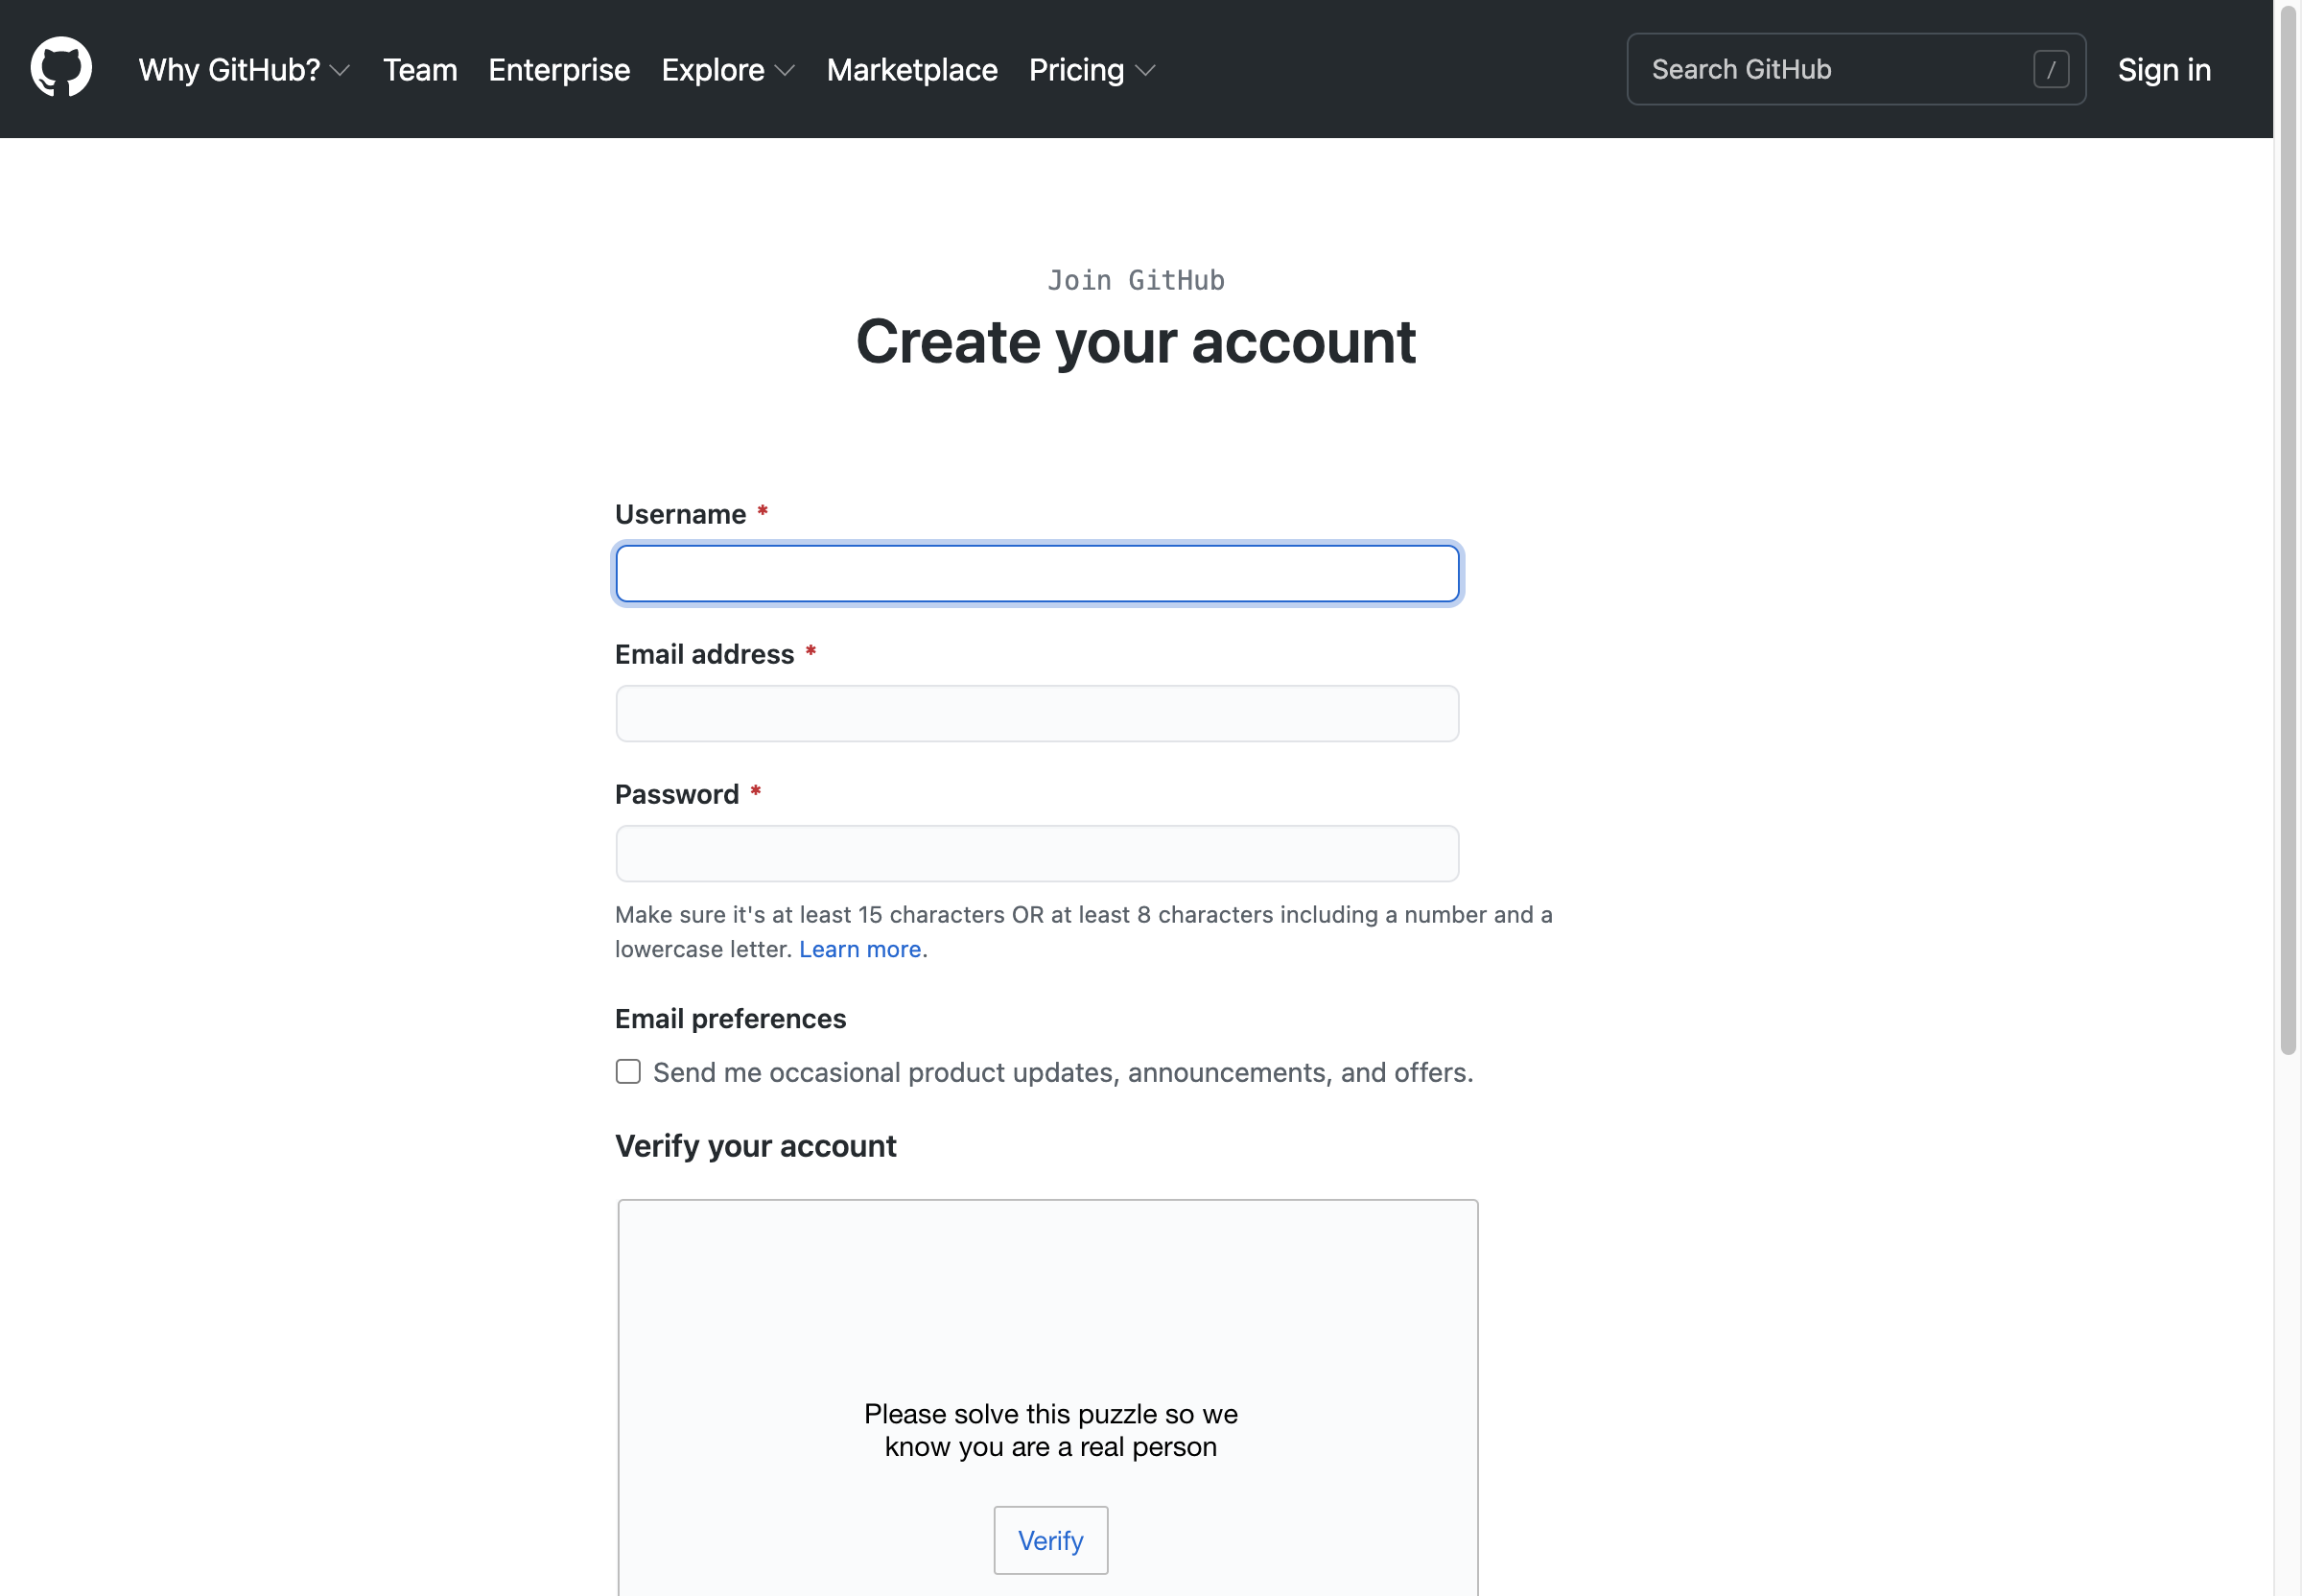 Why GitHub? Team Enterprise Explore Marketplace Pricing Search GitHub / Sign in
Join GitHub
Create your account
Username *
Email address *
Password *
Make sure it's at least 15 characters OR at least 8 characters including a number and a
lowercase letter. Learn more.
Email preferences
Send me occasional product updates, announcements, and offers.
Verify your account
Please solve this puzzle so we
know you are a real person
Verify